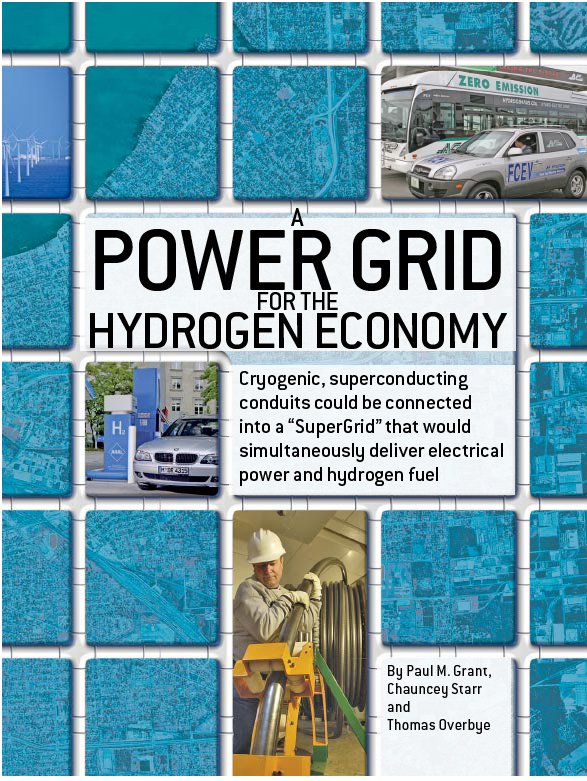 ZERO EMISSION
FCEV
A
POWER GRID
FOR THE
HYDROGEN ECONOMY
Cryogenic, superconducting
conduits could be connected
into a “SuperGrid” that would
simultaneously deliver electrical
power and hydrogen fuel
H2
By Paul M. Grant,
Chauncey Starr
and
Thomas Overbye